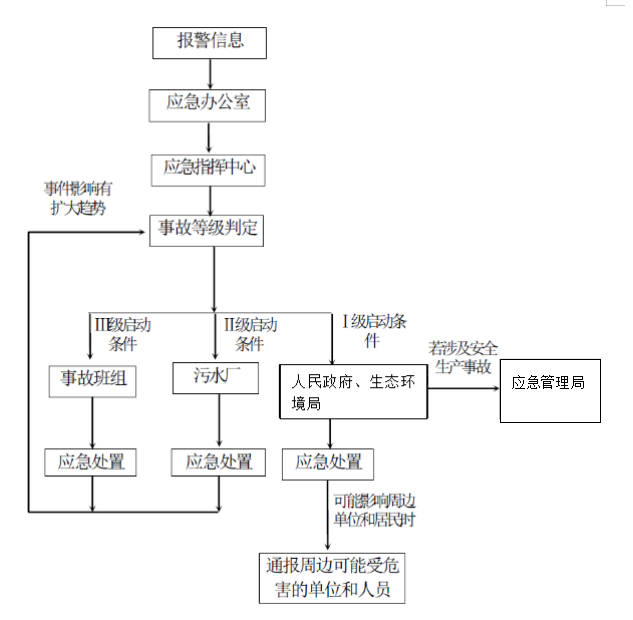 报警信息
应急办公室
应急指挥中心
事件影响有
扩大趋势
事故等级判定
III级启动
条件
II级启动
条件
I级启动条
件
若涉及安全
生产事故
事故班组
污水厂
人民政府、生态环
境局
应急管理局
应急处置
应急处置
应急处置
可能影响周边
单位和居民时
通报周边可能受危
害的单位和人员